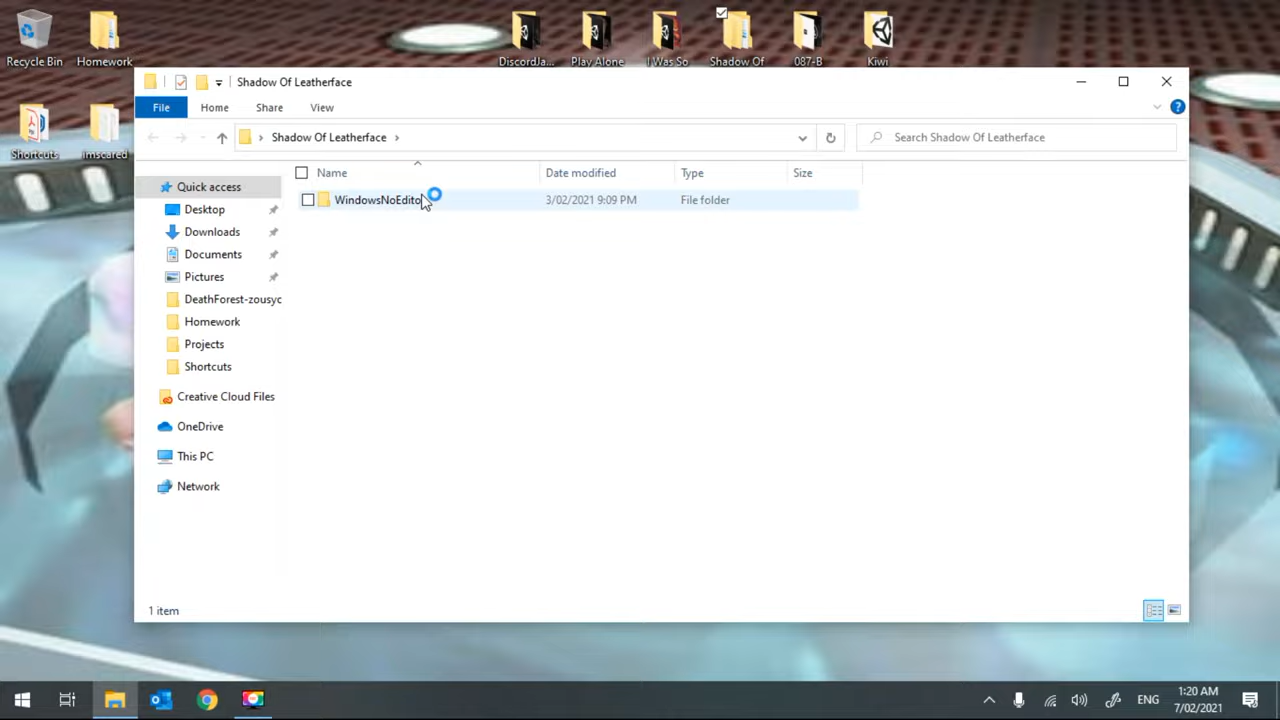 Recycle Bin
Homework
DiscordJa...
Play Alone
I Was So
Shadow Of
087-B
Kiwi
Shortcuts
imscared
Shadow Of Leatherface
File
Home
Share
View
Shadow Of Leatherface
Search Shadow Of Leatherface
Name
Date modified
Type
Size
WindowsNoEdito
3/02/2021 9:09 PM
File folder
Quick access
Desktop
Downloads
Documents
Pictures
DeathForest-zousyc
Homework
Projects
Shortcuts
Creative Cloud Files
OneDrive
This PC
Network
1 item
ENG
1:20 AM
7/02/2021